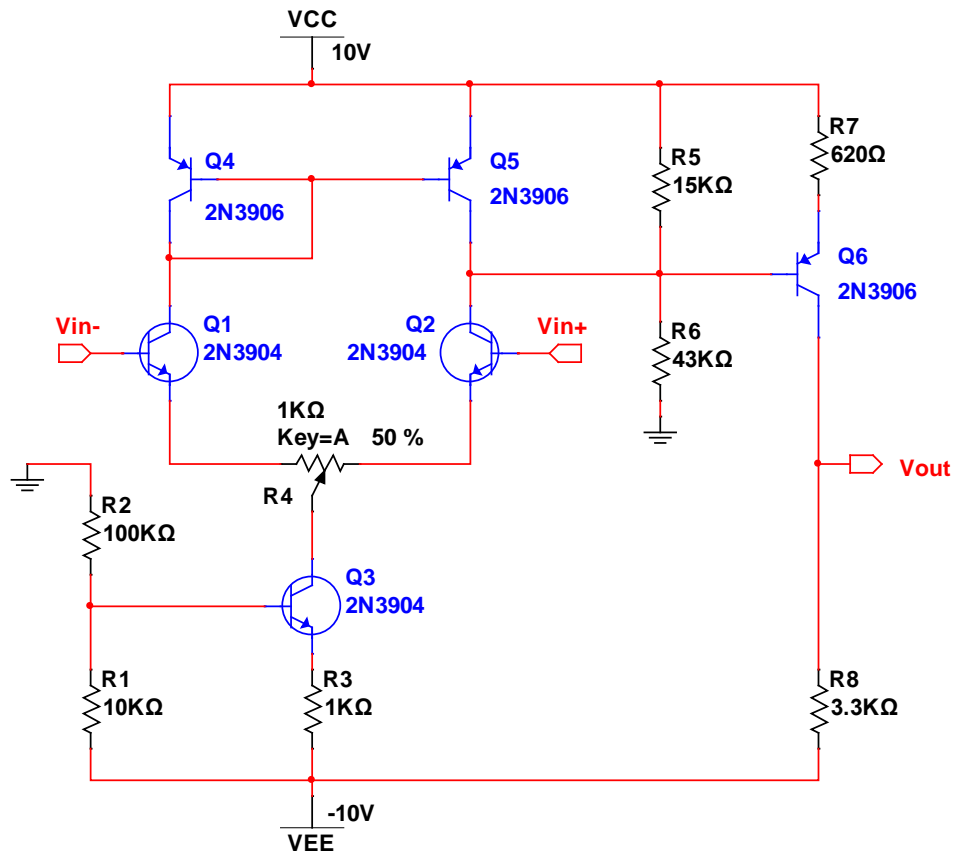 VCC
10V
Q4
2N3906
Q5
2N3906
R5
15KΩ
R7
620Ω
Q6
2N3906
Vin-
Q1
2N3904
Q2
2N3904
Vin+
R6
43KΩ
1KΩ
Key=A 50 %
R4
Vout
R2
100KΩ
Q3
2N3904
R1
10KΩ
R3
1KΩ
R8
3.3KΩ
-10V
VEE